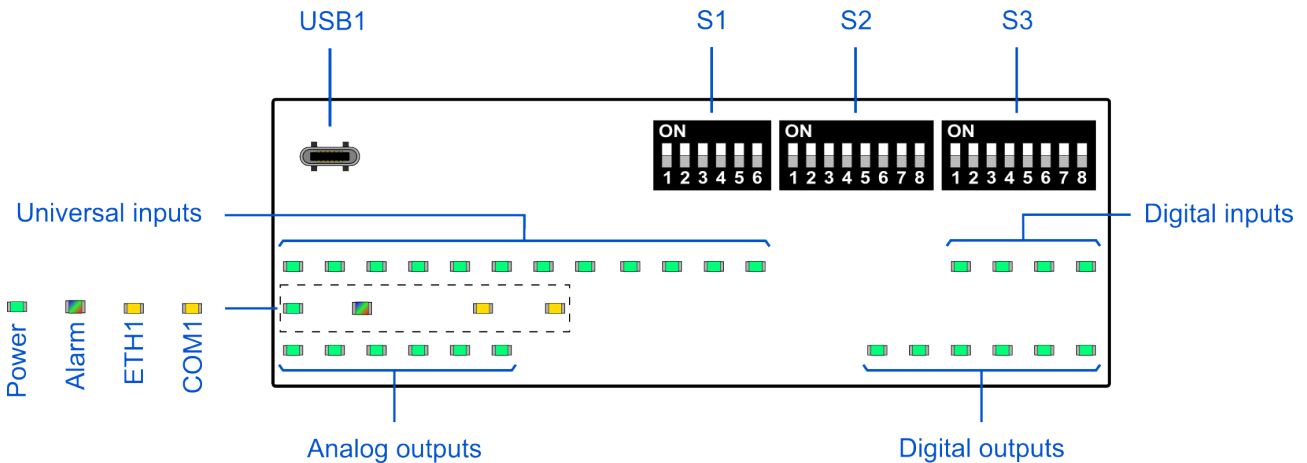 USB1
S1
S2
S3
ON
1 2 3 4 5 6
ON
1 2 3 4 5 6 7 8
ON
1 2 3 4 5 6 7 8
Universal inputs
Digital inputs
Power
Alarm
ETH1
COM1
Analog outputs
Digital outputs